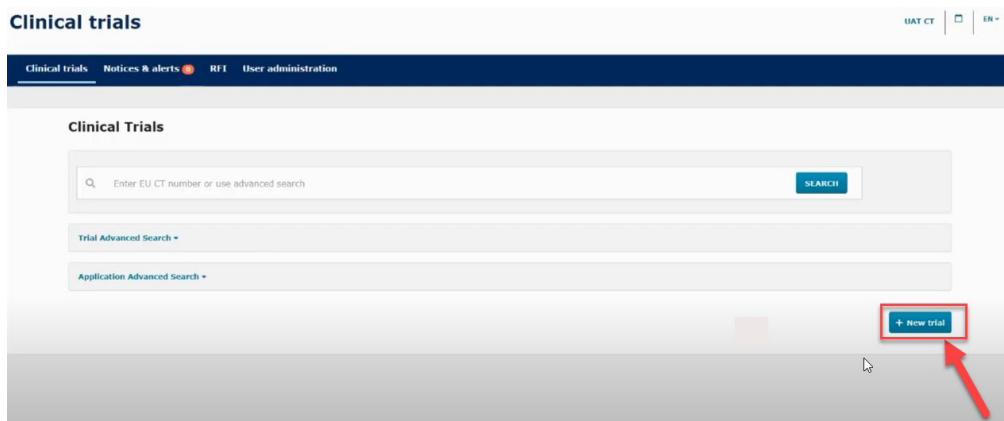 Clinical trials
UAT CT EN
Clinical trials Notices & alerts RFI User administration
Clinical Trials
Enter EU CT number or use advanced search SEARCH
Trial Advanced Search
Application Advanced Search
+ New trial